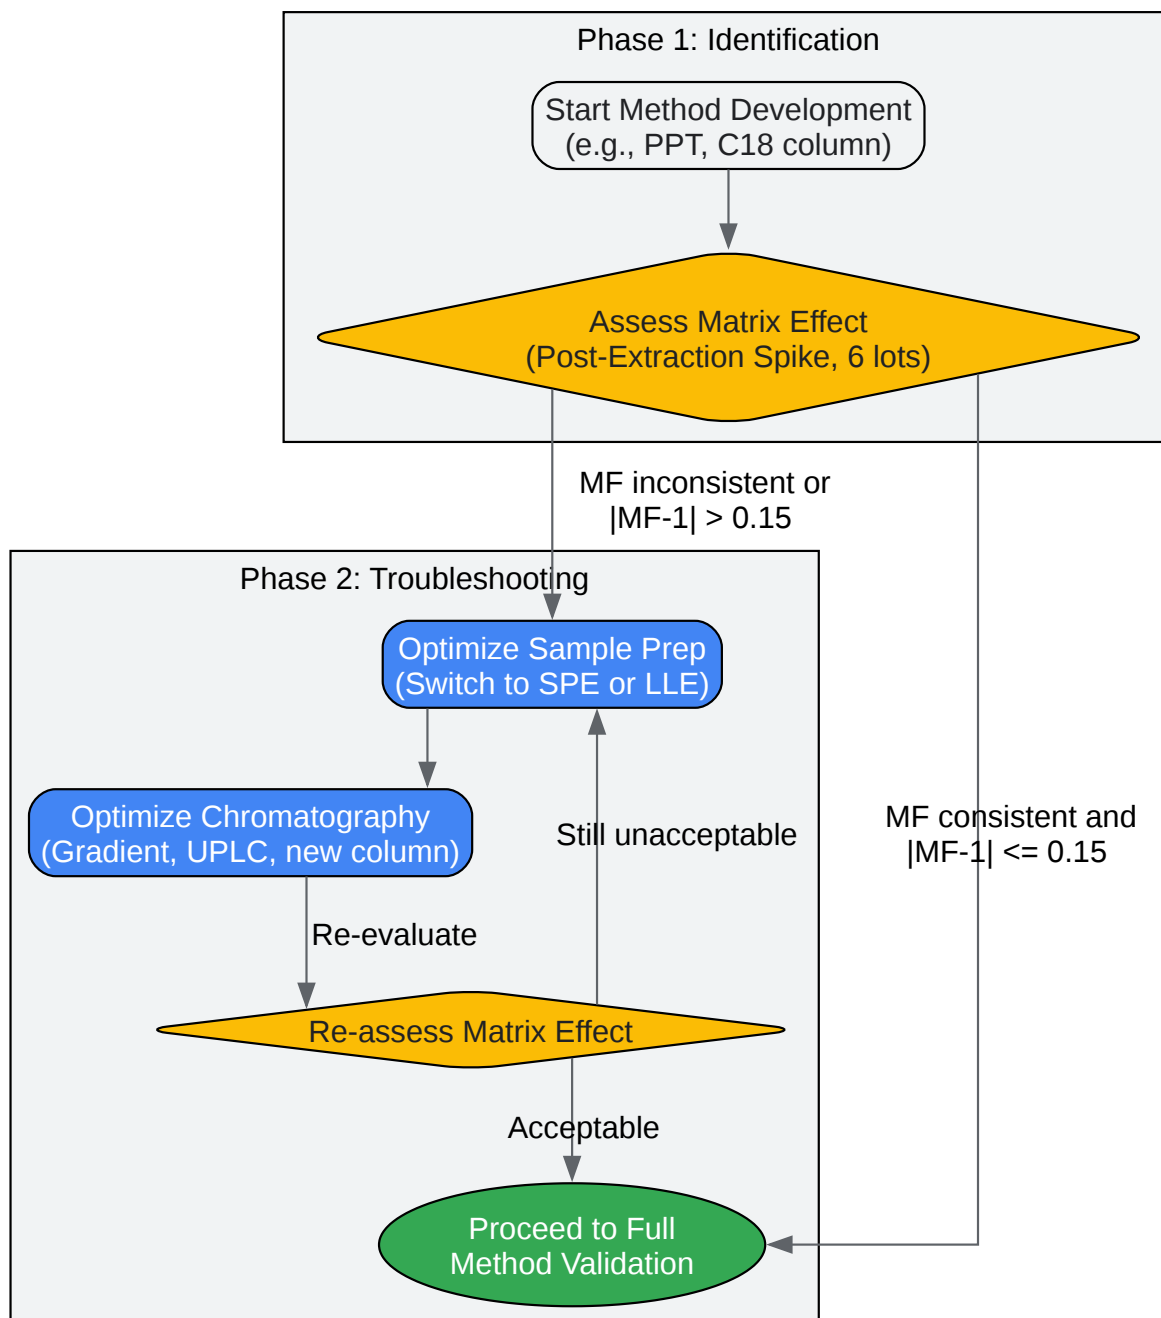 Phase 1: Identification
Start Method Development
(e.g., PPT, C18 column)
Assess Matrix Effect
(Post-Extraction Spike, 6 lots)
MF inconsistent or
|MF-1| > 0.15
Phase 2: Troubleshooting
Optimize Sample Prep
(Switch to SPE or LLE)
Optimize Chromatography
(Gradient, UPLC, new column)
Still unacceptable
MF consistent and
|MF-1| <= 0.15
Re-evaluate
Re-assess Matrix Effect
Acceptable
Proceed to Full
Method Validation